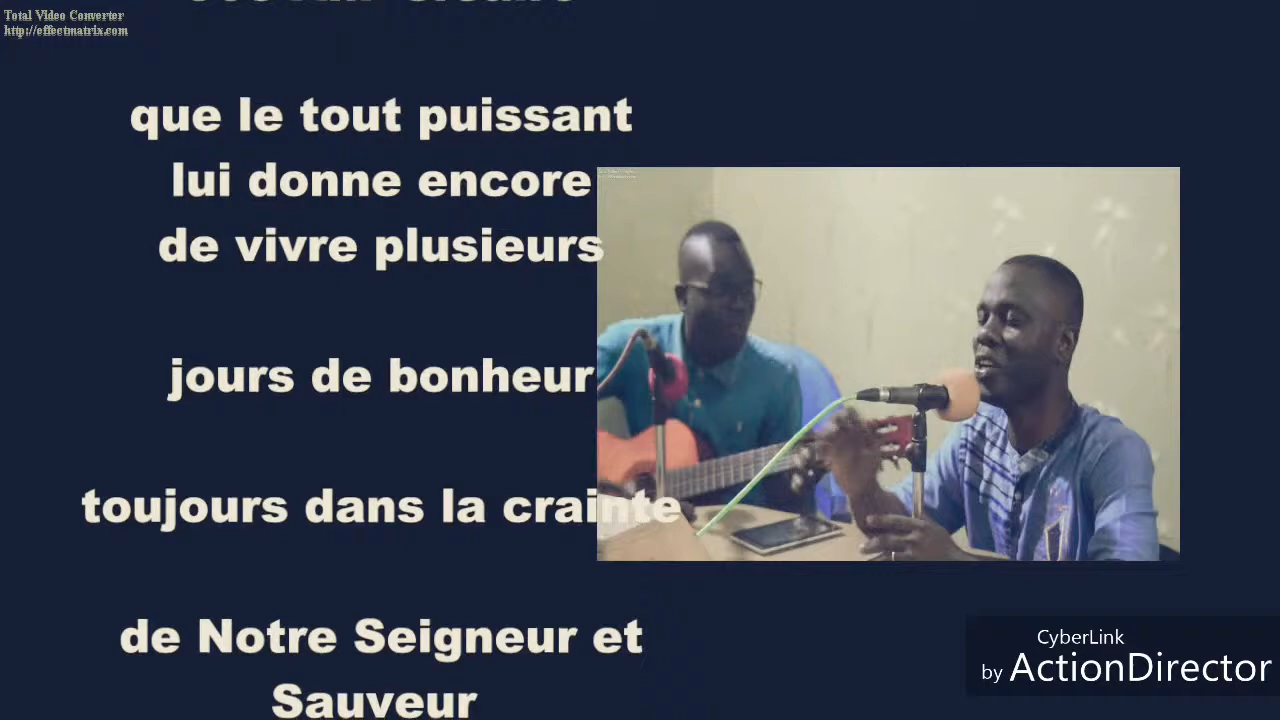 Total Video Converter
http://effectmatrix.com
que le tout puissant
lui donne encore
de vivre plusieurs
jours de bonheur
toujours dans la crainte
de Notre Seigneur et
Sauveur
CyberLink
by ActionDirector